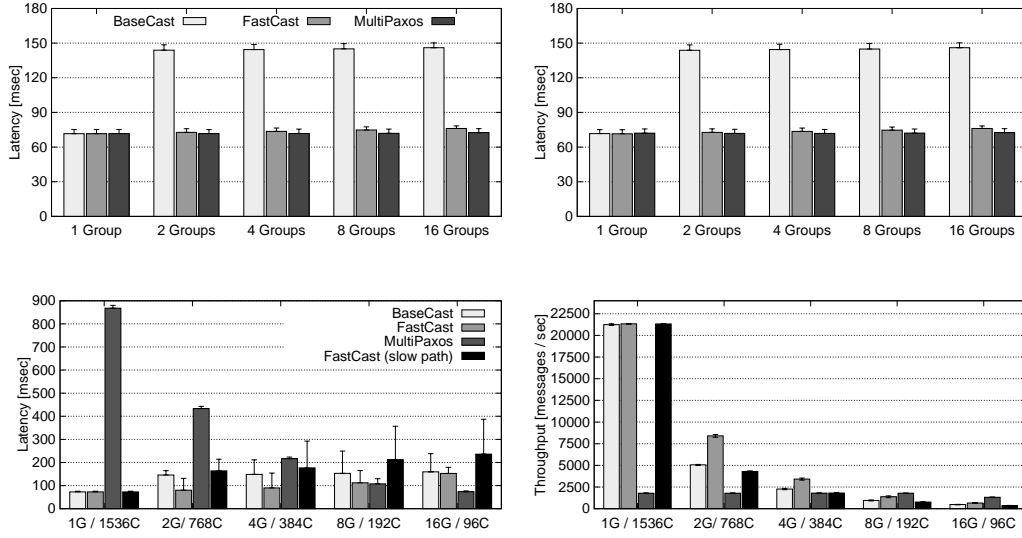 180
150
120
90
60
30
0
Latency [msec]
BaseCast
FastCast
MultiPaxos
1 Group
2 Groups
4 Groups
8 Groups
16 Groups
180
150
120
90
60
30
0
Latency [msec]
1 Group
2 Groups
4 Groups
8 Groups
16 Groups
900
800
700
600
500
400
300
200
100
0
Latency [msec]
BaseCast
FastCast
MultiPaxos
FastCast (slow path)
1G / 1536C
2G/ 768C
4G / 384C
8G / 192C
16G / 96C
22500
20000
17500
15000
12500
10000
7500
5000
2500
0
Throughput [messages / sec]
1G / 1536C
2G/ 768C
4G / 384C
8G / 192C
16G / 96C